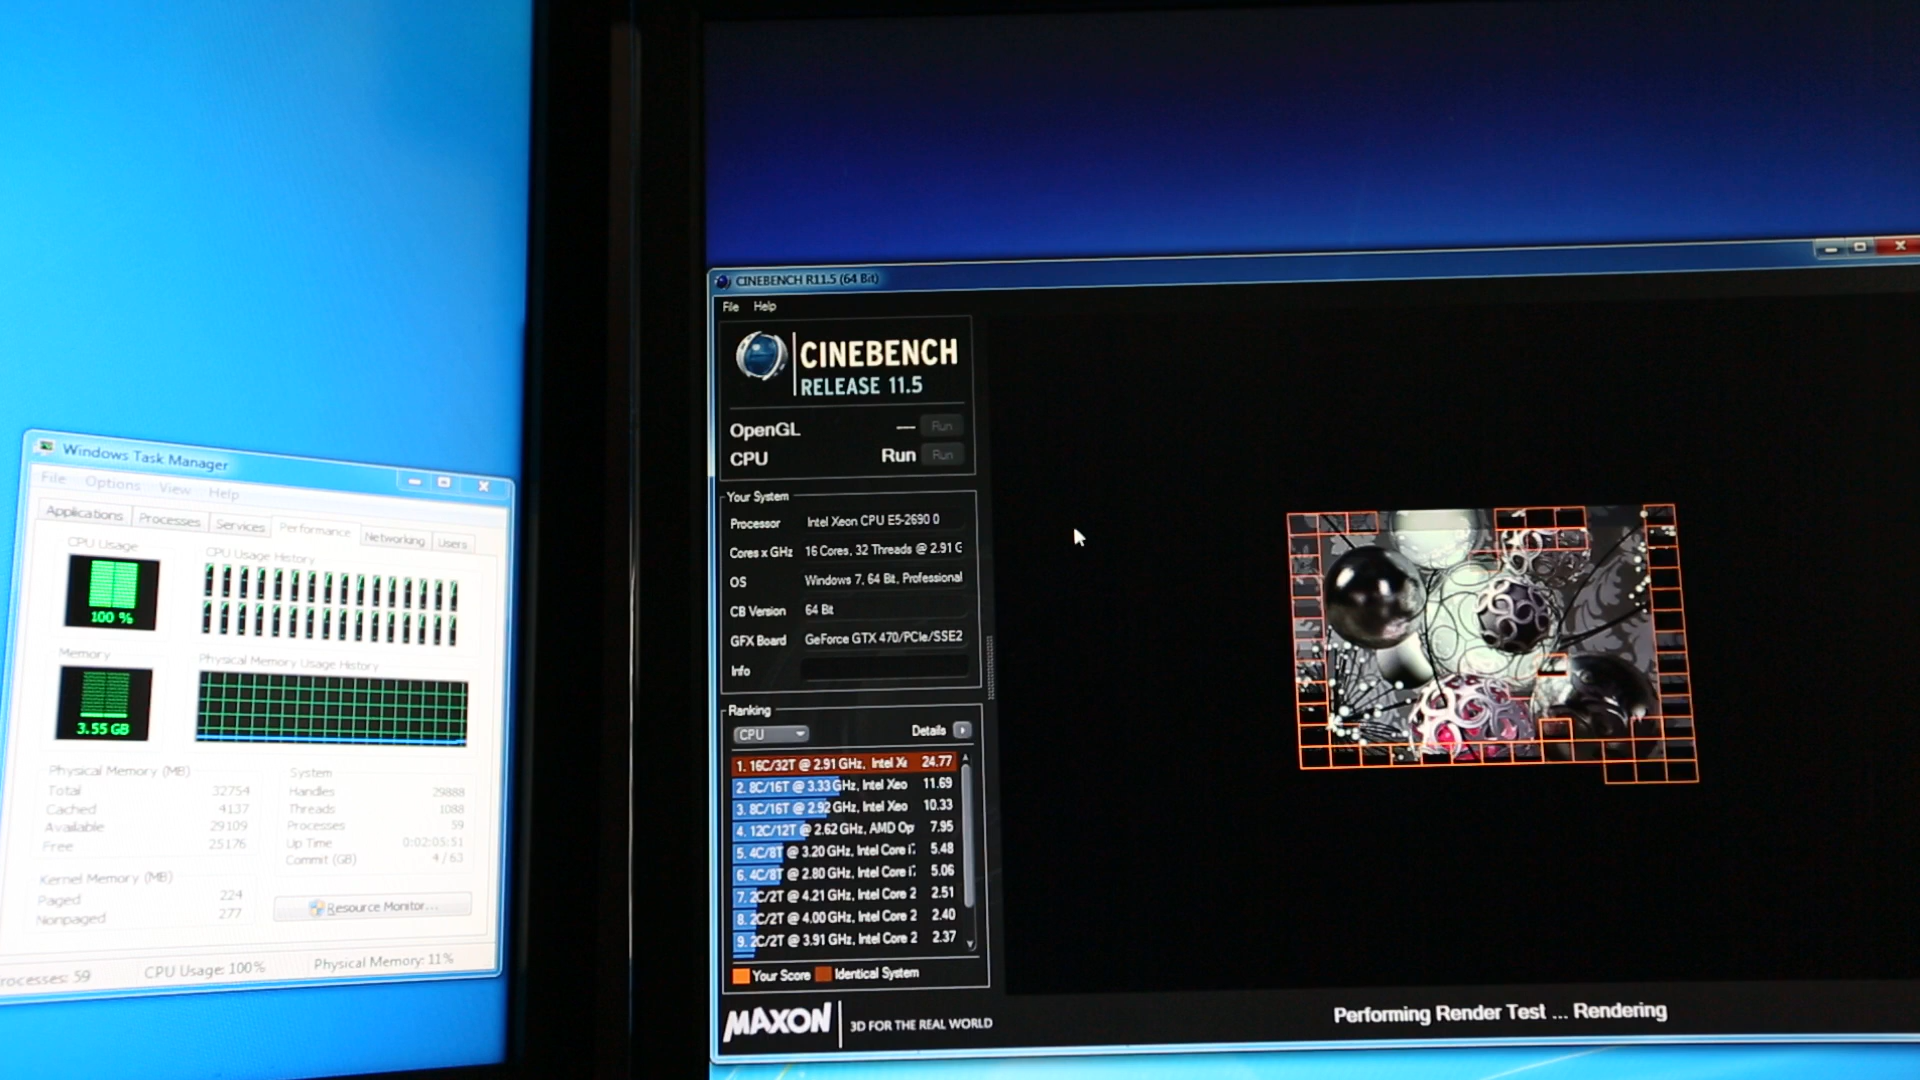 Windows Task Manager
File Options View Help
Applications Processes Services Performance Networking Users
CPU Usage
CPU Usage History
100 %
Memory
Physical Memory Usage History
3.55 GB
Physical Memory (MB)
Total 32754
Cached 4137
Available 29109
Free 25176
Kernel Memory (MB)
Paged 224
Nonpaged 277
System
Handles 29888
Threads 1088
Processes 59
Up Time 0:02:05:51
Commit (GB) 4 / 63
Resource Monitor...
rocesses: 59 CPU Usage: 100% Physical Memory: 11%
CINEBENCH R11.5 (64 Bit)
File Help
CINEBENCH
RELEASE 11.5
OpenGL --- Run
CPU Run Run
Your System
Processor Intel Xeon CPU E5-2690 0
Cores x GHz 16 Cores, 32 Threads @ 2.91 G
OS Windows 7, 64 Bit, Professional
CB Version 64 Bit
GFX Board GeForce GTX 470/PCIe/SSE2
Info
Ranking
CPU Details
1. 16C/32T @ 2.91 GHz, Intel Xe 24.77
2. 8C/16T @ 3.33 GHz, Intel Xeo 11.69
3. 8C/16T @ 2.92 GHz, Intel Xeo 10.33
4. 12C/12T @ 2.62 GHz, AMD Op 7.95
5. 4C/8T @ 3.20 GHz, Intel Core i7 5.48
6. 4C/8T @ 2.80 GHz, Intel Core i7 5.06
7. 2C/2T @ 4.21 GHz, Intel Core 2 2.51
8. 2C/2T @ 4.00 GHz, Intel Core 2 2.40
9. 2C/2T @ 3.91 GHz, Intel Core 2 2.37
Your Score Identical System
MAXON 3D FOR THE REAL WORLD
Performing Render Test ... Rendering